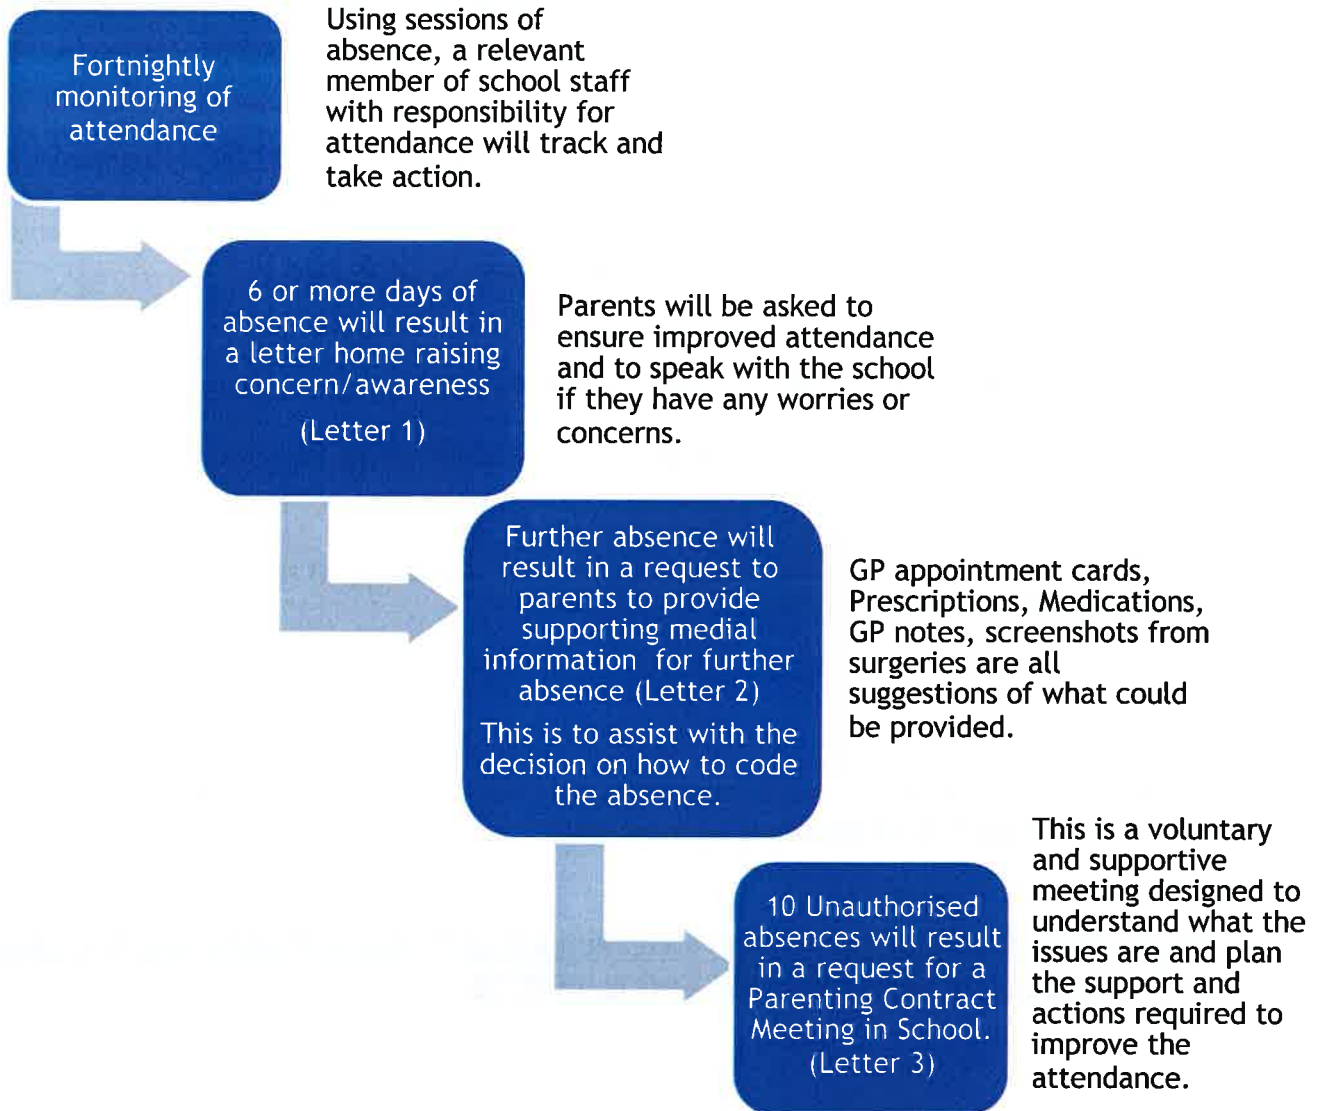 Fortnightly
monitoring of
attendance
Using sessions of
absence, a relevant
member of school staff
with responsibility for
attendance will track and
take action.
6 or more days of
absence will result in
a letter home raising
concern/awareness
(Letter 1)
Parents will be asked to
ensure improved attendance
and to speak with the school
if they have any worries or
concerns.
Further absence will
result in a request to
parents to provide
supporting medial
information for further
absence (Letter 2)
This is to assist with the
decision on how to code
the absence.
GP appointment cards,
Prescriptions, Medications,
GP notes, screenshots from
surgeries are all
suggestions of what could
be provided.
10 Unauthorised
absences will result
in a request for a
Parenting Contract
Meeting in School.
(Letter 3)
This is a voluntary
and supportive
meeting designed to
understand what the
issues are and plan
the support and
actions required to
improve the
attendance.